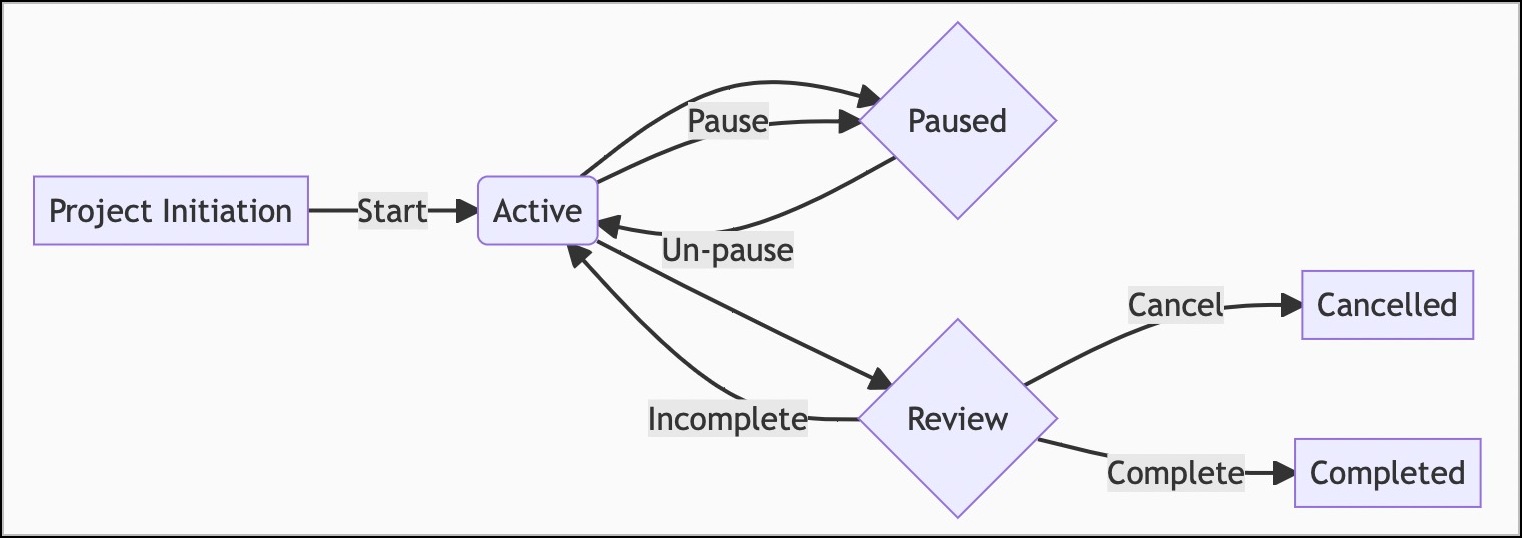 Project Initiation
Start
Active
Pause
Paused
Un-pause
Incomplete
Review
Cancel
Cancelled
Complete
Completed